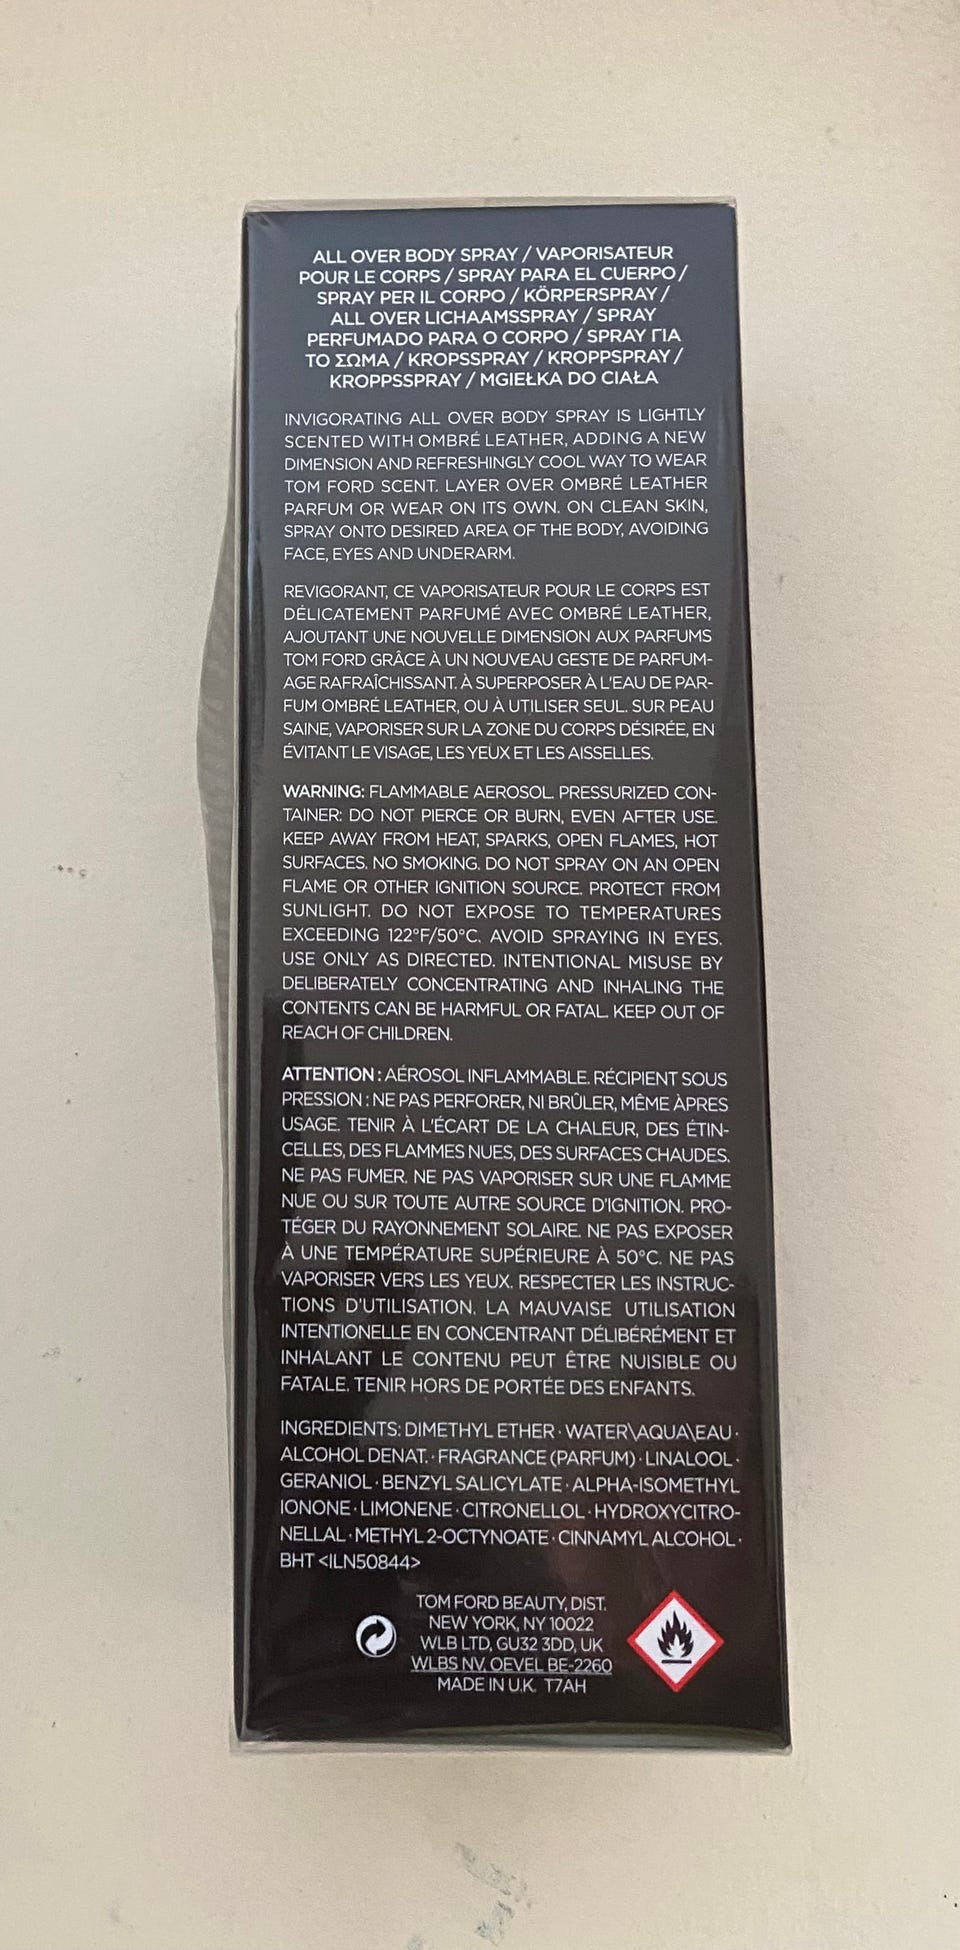 ALL OVER BODY SPRAY / VAPORISATEUR
POUR LE CORPS / SPRAY PARA EL CUERPO /
SPRAY PER IL CORPO / KÖRPERSPRAY /
ALL OVER LICHAAMSSPRAY / SPRAY
PERFUMADO PARA O CORPO / SPRAY ΓΙΑ
ΤΟ ΣΩΜΑ / KROPSSPRAY / KROPPSPRAY /
KROPPSSPRAY / MGIEŁKA DO CIAŁA
INVIGORATING ALL OVER BODY SPRAY IS LIGHTLY
SCENTED WITH OMBRÉ LEATHER, ADDING A NEW
DIMENSION AND REFRESHINGLY COOL WAY TO WEAR
TOM FORD SCENT. LAYER OVER OMBRÉ LEATHER
PARFUM OR WEAR ON ITS OWN. ON CLEAN SKIN,
SPRAY ONTO DESIRED AREA OF THE BODY, AVOIDING
FACE, EYES AND UNDERARM.
REVIGORANT, CE VAPORISATEUR POUR LE CORPS EST
DÉLICATEMENT PARFUMÉ AVEC OMBRÉ LEATHER,
AJOUTANT UNE NOUVELLE DIMENSION AUX PARFUMS
TOM FORD GRÂCE À UN NOUVEAU GESTE DE PARFUM-
AGE RAFRAÎCHISSANT. À SUPERPOSER À L'EAU DE PAR-
FUM OMBRÉ LEATHER, OU À UTILISER SEUL. SUR PEAU
SAINE, VAPORISER SUR LA ZONE DU CORPS DÉSIRÉE, EN
ÉVITANT LE VISAGE, LES YEUX ET LES AISSELLES.
WARNING: FLAMMABLE AEROSOL. PRESSURIZED CON-
TAINER: DO NOT PIERCE OR BURN, EVEN AFTER USE.
KEEP AWAY FROM HEAT, SPARKS, OPEN FLAMES, HOT
SURFACES. NO SMOKING. DO NOT SPRAY ON AN OPEN
FLAME OR OTHER IGNITION SOURCE. PROTECT FROM
SUNLIGHT. DO NOT EXPOSE TO TEMPERATURES
EXCEEDING 122°F/50°C. AVOID SPRAYING IN EYES.
USE ONLY AS DIRECTED. INTENTIONAL MISUSE BY
DELIBERATELY CONCENTRATING AND INHALING THE
CONTENTS CAN BE HARMFUL OR FATAL. KEEP OUT OF
REACH OF CHILDREN.
ATTENTION : AÉROSOL INFLAMMABLE. RÉCIPIENT SOUS
PRESSION : NE PAS PERFORER, NI BRÛLER, MÊME ÀPRES
USAGE. TENIR À L'ÉCART DE LA CHALEUR, DES ÉTIN-
CELLES, DES FLAMMES NUES, DES SURFACES CHAUDES.
NE PAS FUMER. NE PAS VAPORISER SUR UNE FLAMME
NUE OU SUR TOUTE AUTRE SOURCE D'IGNITION. PRO-
TÉGER DU RAYONNEMENT SOLAIRE. NE PAS EXPOSER
À UNE TEMPÉRATURE SUPÉRIEURE À 50°C. NE PAS
VAPORISER VERS LES YEUX. RESPECTER LES INSTRUC-
TIONS D'UTILISATION. LA MAUVAISE UTILISATION
INTENTIONELLE EN CONCENTRANT DÉLIBÉRÉMENT ET
INHALANT LE CONTENU PEUT ÊTRE NUISIBLE OU
FATALE. TENIR HORS DE PORTÉE DES ENFANTS.
INGREDIENTS: DIMETHYL ETHER · WATER\AQUA\EAU ·
ALCOHOL DENAT. · FRAGRANCE (PARFUM) · LINALOOL ·
GERANIOL · BENZYL SALICYLATE · ALPHA-ISOMETHYL
IONONE · LIMONENE · CITRONELLOL · HYDROXYCITRO-
NELLAL · METHYL 2-OCTYNOATE · CINNAMYL ALCOHOL ·
BHT <ILN50844>
TOM FORD BEAUTY, DIST.
NEW YORK, NY 10022
WLB LTD, GU32 3DD, UK
WLBS NV, OEVEL BE-2260
MADE IN U.K. T7AH